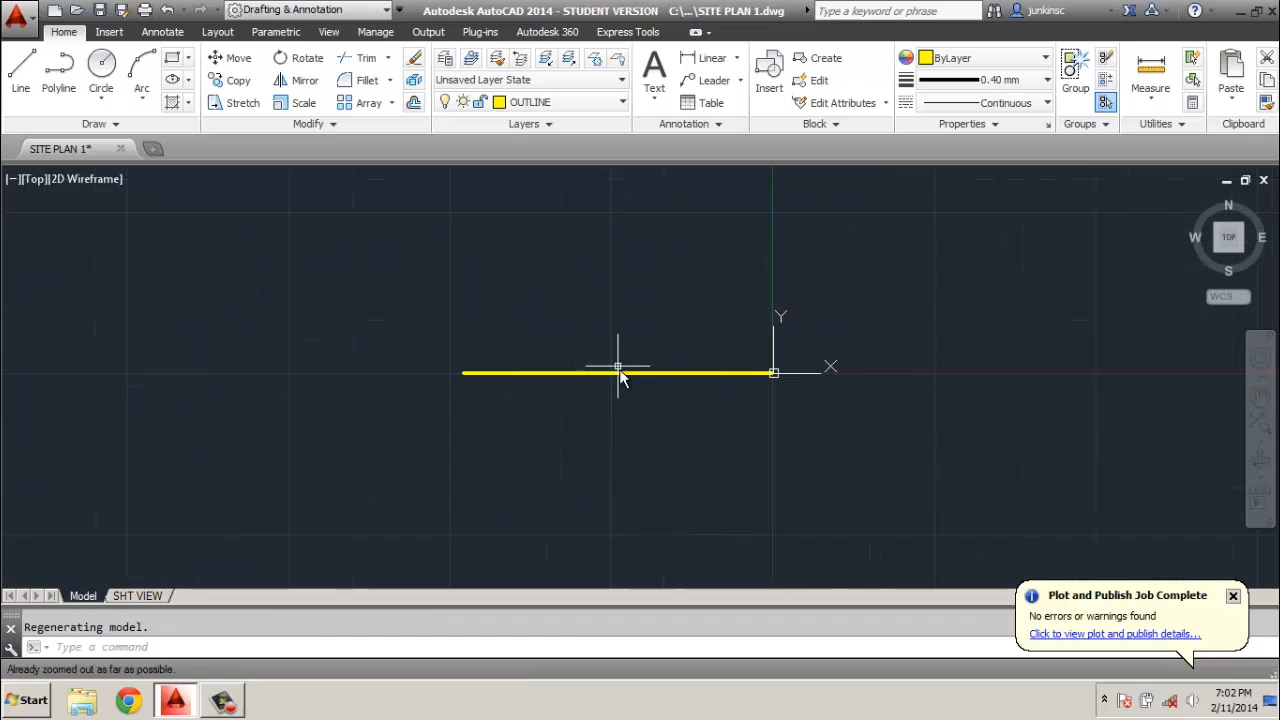 Drafting & Annotation
Autodesk AutoCAD 2014 - STUDENT VERSION C:\...\SITE PLAN 1.dwg
Type a keyword or phrase
junkinsc
Home Insert Annotate Layout Parametric View Manage Output Plug-ins Autodesk 360 Express Tools
Line Polyline Circle Arc
Move Rotate Trim
Copy Mirror Fillet
Stretch Scale Array
Unsaved Layer State
OUTLINE
Text
Linear
Leader
Table
Insert
Create
Edit
Edit Attributes
ByLayer
0.40 mm
Continuous
Group
Measure
Paste
Draw Modify Layers Annotation Block Properties Groups Utilities Clipboard
SITE PLAN 1*
[−][Top][2D Wireframe]
N
W TOP E
S
WCS
Y
X
Model SHT VIEW
Regenerating model.
Type a command
Already zoomed out as far as possible.
Plot and Publish Job Complete
No errors or warnings found
Click to view plot and publish details...
Start
7:02 PM
2/11/2014